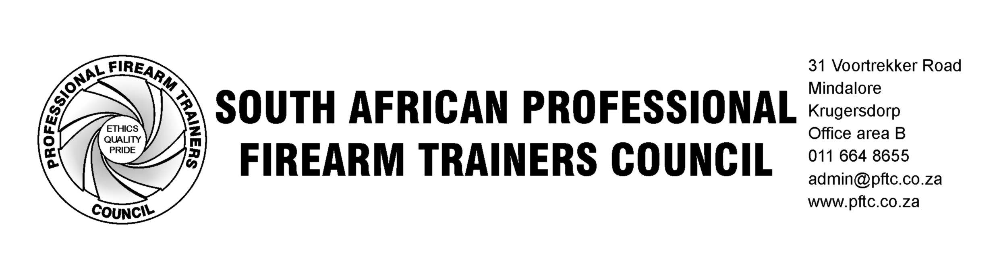 PROFESSIONAL FIREARM TRAINERS
COUNCIL
ETHICS
QUALITY
PRIDE
SOUTH AFRICAN PROFESSIONAL
FIREARM TRAINERS COUNCIL
31 Voortrekker Road
Mindalore
Krugersdorp
Office area B
011 664 8655
admin@pftc.co.za
www.pftc.co.za